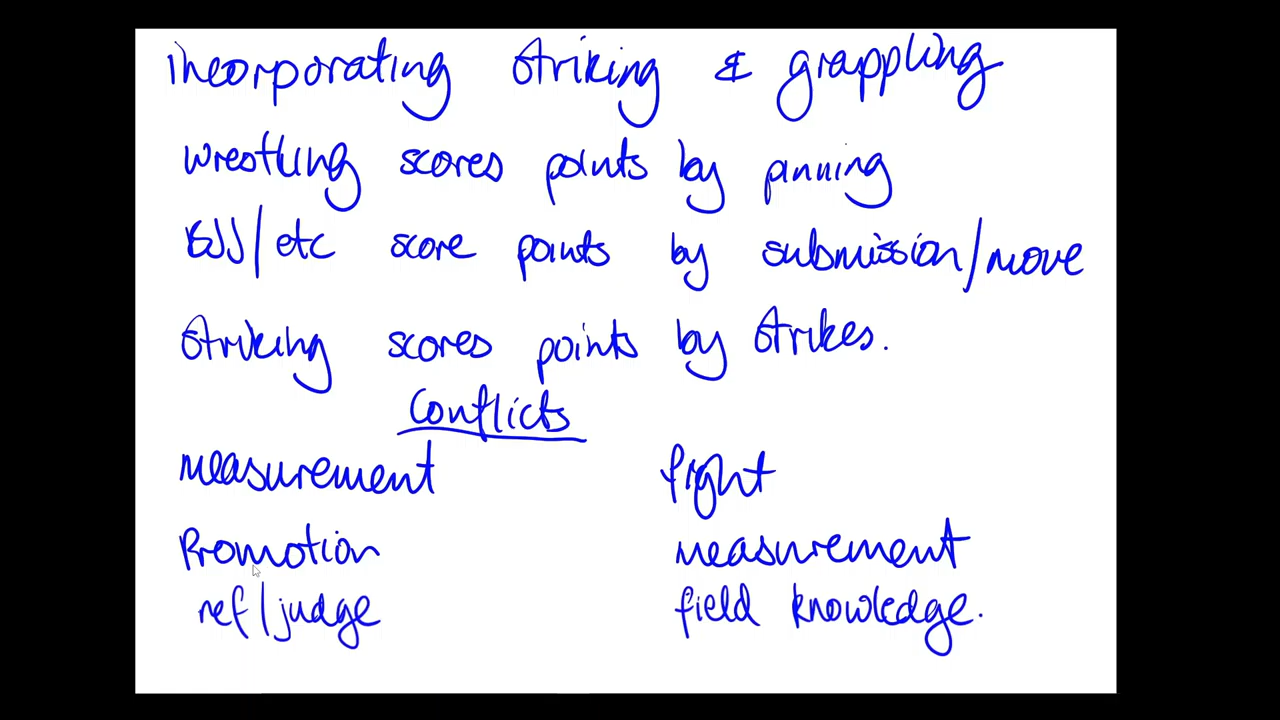 incorporating striking & grappling
wrestling scores points by pinning
BJJ/etc score points by submission/move
striking scores points by strikes.
Conflicts
measurement fight
Promotion measurement
ref/judge field knowledge.